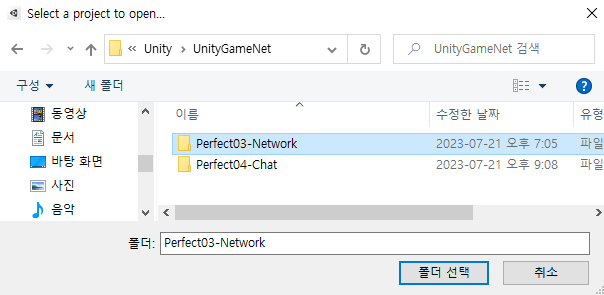 Select a project to open...
« Unity > UnityGameNet
UnityGameNet 검색
구성 새 폴더
이름 수정한 날짜 유형
동영상
문서
바탕 화면
사진
음악
Perfect03-Network 2023-07-21 오후 7:05 파일
Perfect04-Chat 2023-07-21 오후 9:08 파일
폴더: Perfect03-Network
폴더 선택 취소